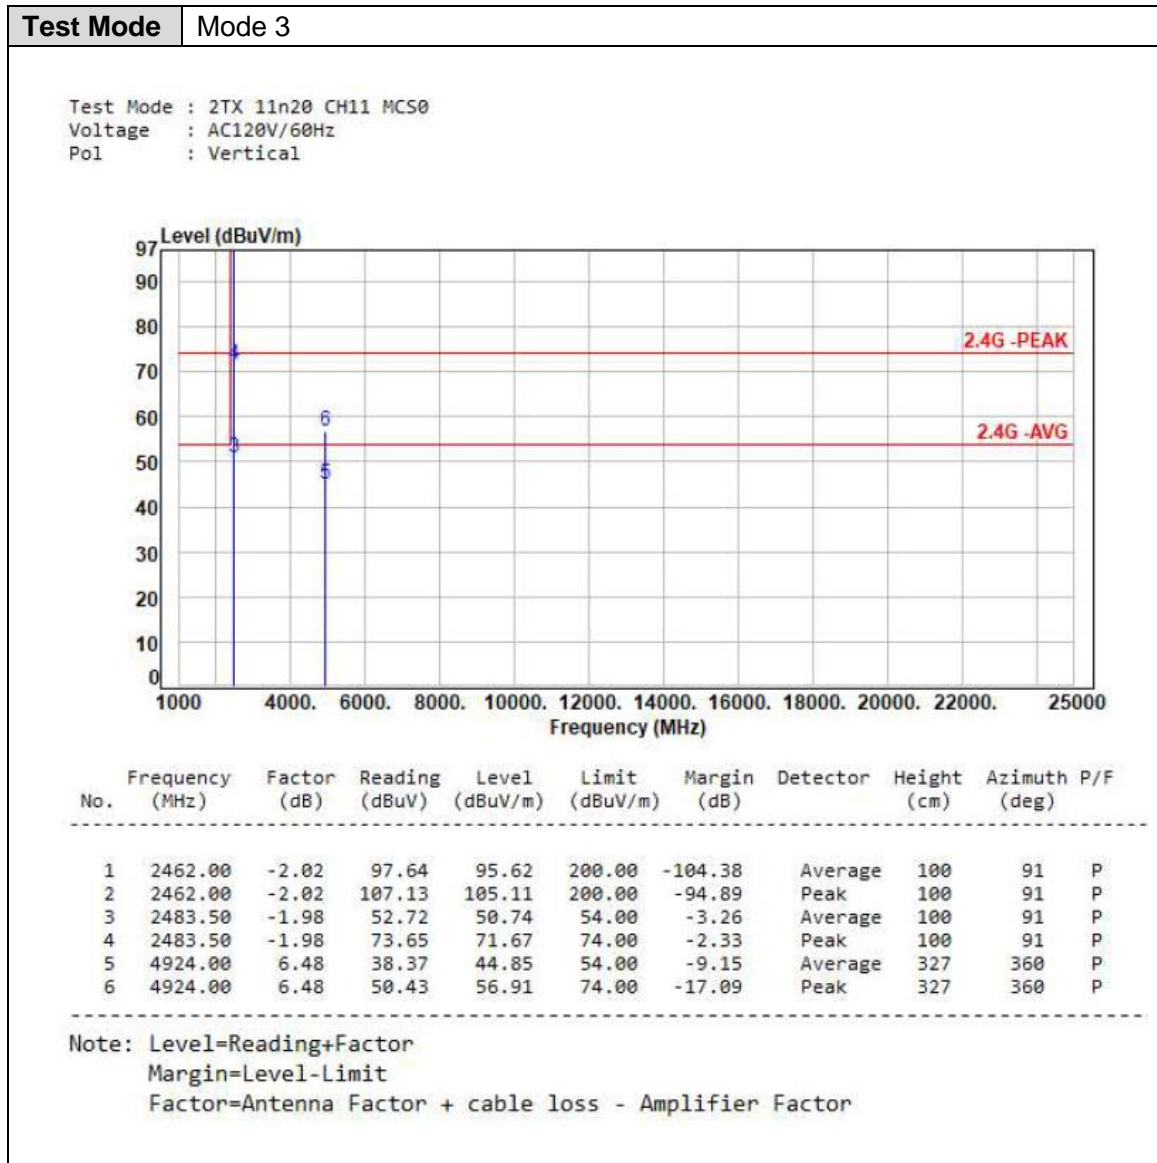 Test Mode Mode 3
Test Mode : 2TX 11n20 CH11 MCS0
Voltage : AC120V/60Hz
Pol : Vertical
97 Level (dBuV/m)
90
80
2.4G -PEAK
4
70
60
6
2.4G -AVG
3
50
5
40
30
20
10
0
1000 4000. 6000. 8000. 10000. 12000. 14000. 16000. 18000. 20000. 22000. 25000
Frequency (MHz)
Frequency Factor Reading Level Limit Margin Detector Height Azimuth P/F
No. (MHz) (dB) (dBuV) (dBuV/m) (dBuV/m) (dB) (cm) (deg)
1 2462.00 -2.02 97.64 95.62 200.00 -104.38 Average 100 91 P
2 2462.00 -2.02 107.13 105.11 200.00 -94.89 Peak 100 91 P
3 2483.50 -1.98 52.72 50.74 54.00 -3.26 Average 100 91 P
4 2483.50 -1.98 73.65 71.67 74.00 -2.33 Peak 100 91 P
5 4924.00 6.48 38.37 44.85 54.00 -9.15 Average 327 360 P
6 4924.00 6.48 50.43 56.91 74.00 -17.09 Peak 327 360 P
Note: Level=Reading+Factor
Margin=Level-Limit
Factor=Antenna Factor + cable loss - Amplifier Factor